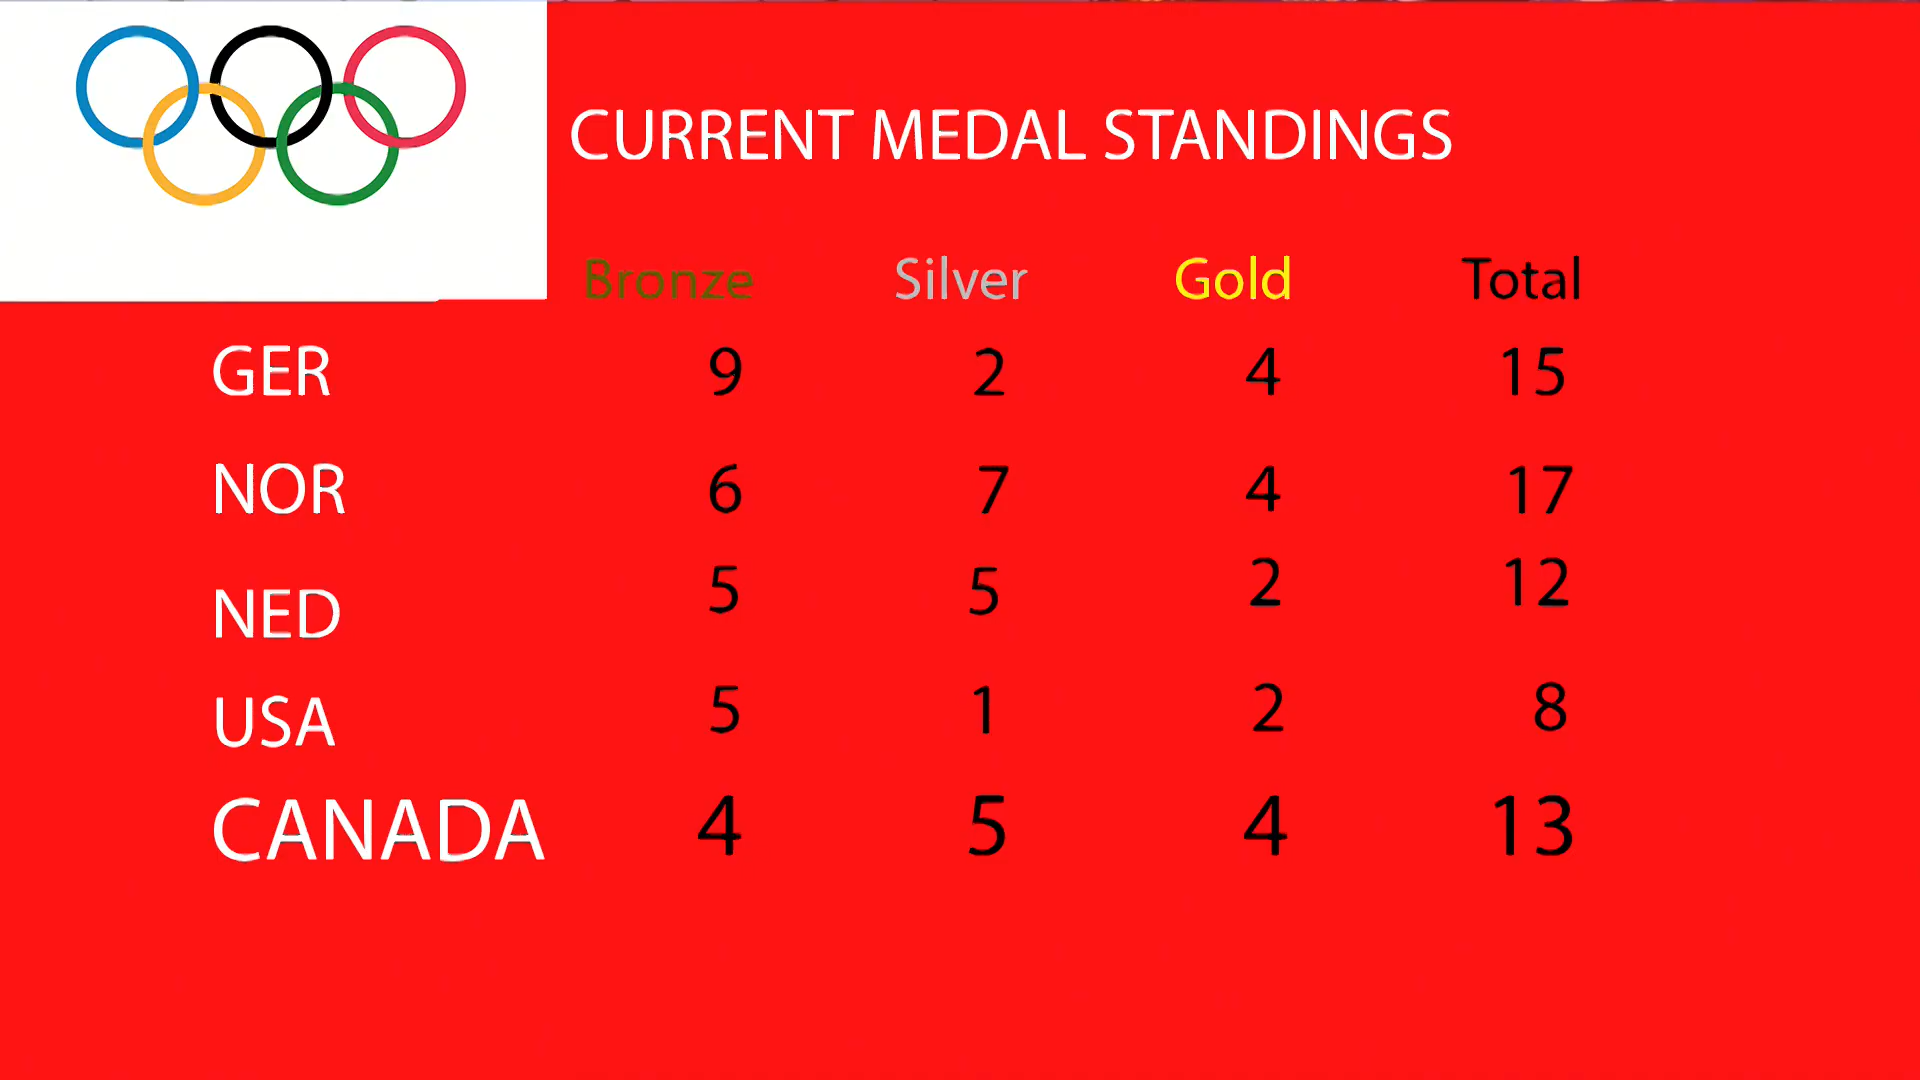 CURRENT MEDAL STANDINGS
Bronze Silver Gold Total
GER 9 2 4 15
NOR 6 7 4 17
NED 5 5 2 12
USA 5 1 2 8
CANADA 4 5 4 13